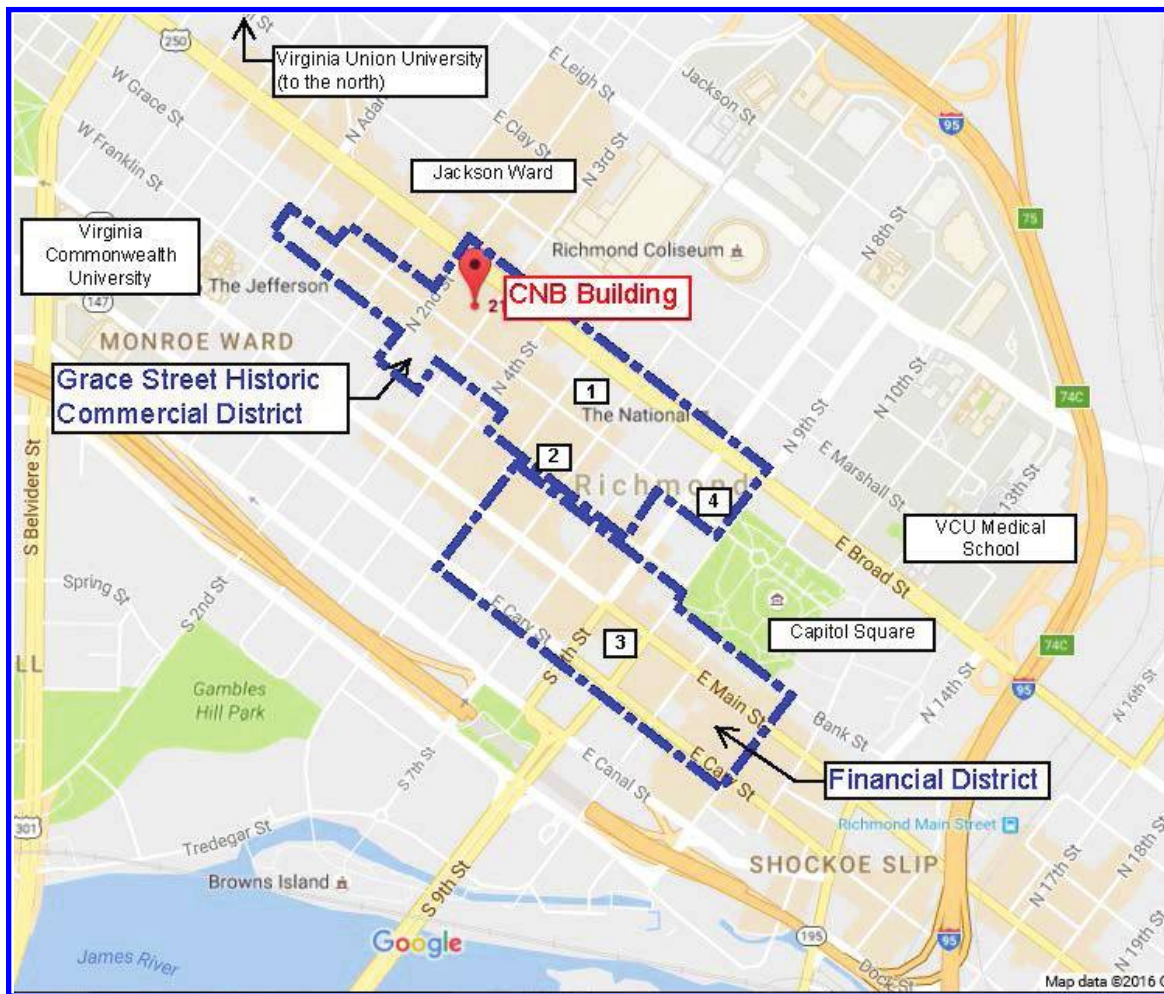 250
Virginia Union University
(to the north)
W Grace St
N Adam
E Leigh St
Jackson St
E Clay St
N 3rd St
95
W Franklin St
Jackson Ward
Virginia
Commonwealth
University
147
The Jefferson
N 2nd St
CNB Building
Richmond Coliseum
N 8th St
75
MONROE WARD
Grace Street Historic
Commercial District
N 4th St
1
The National
N 9th St
N 10th St
74C
2
Richmond
4
E Marshall St
N 13th St
VCU Medical
School
S Belvidere St
E Broad St
Spring St
S 2nd St
E Cary St
3
Capitol Square
74C
LL
Gambles
Hill Park
E Main St
Bank St
N 14th St
95
N 16th St
S 7th St
E Canal St
E Cary St
Financial District
301
Tredegar St
Richmond Main Street
SHOCKOE SLIP
Browns Island
S 9th St
N 17th St
N 18th St
Google
195
95
N 19th St
James River
Dock St
Map data ©2016 G